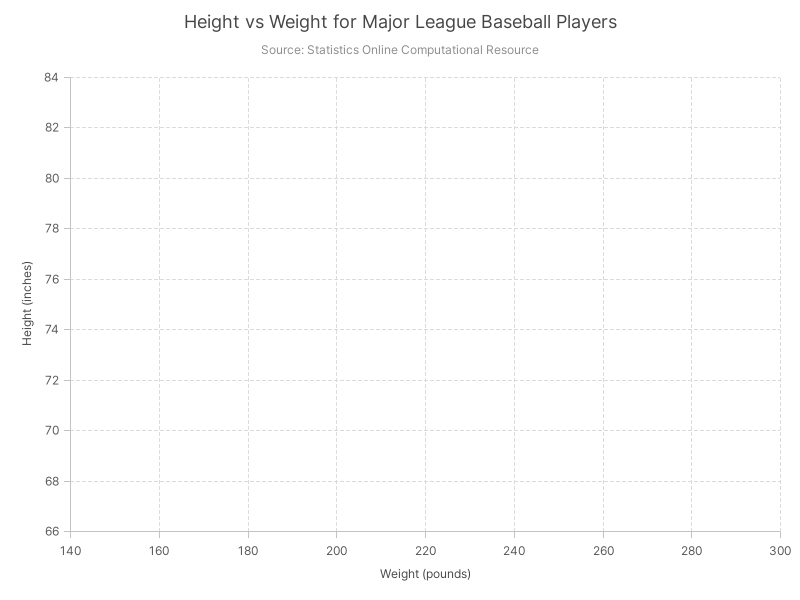 Height vs Weight for Major League Baseball Players
Source: Statistics Online Computational Resource
84
82
80
78
76
74
72
70
68
66
Height (inches)
140 160 180 200 220 240 260 280 300
Weight (pounds)